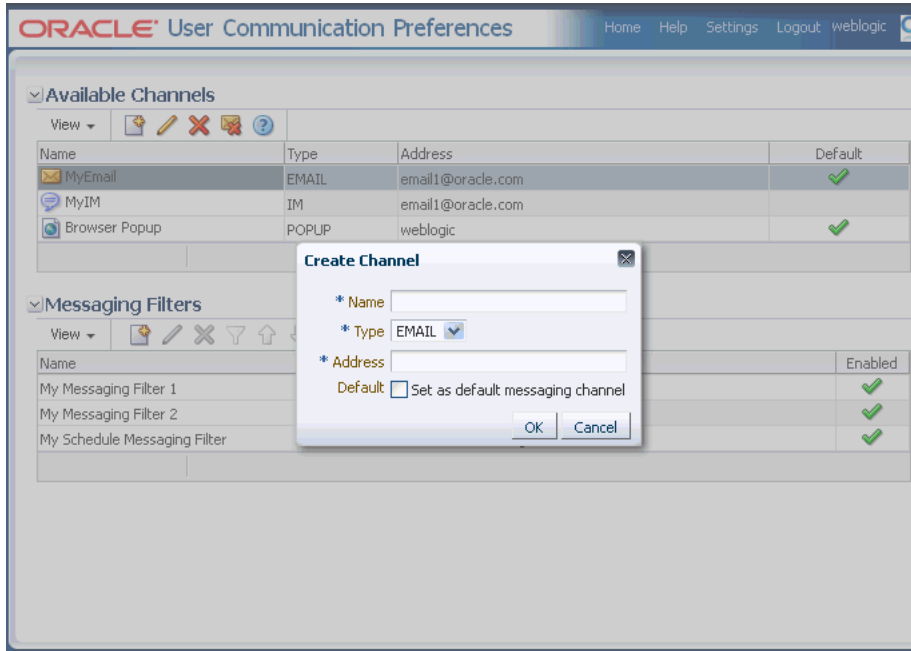 ORACLE User Communication Preferences
Home Help Settings Logout weblogic
Available Channels
View
Name Type Address Default
MyEmail EMAIL email1@oracle.com
MyIM IM email1@oracle.com
Browser Popup POPUP weblogic
Create Channel
* Name
* Type EMAIL
* Address
Default Set as default messaging channel
OK Cancel
Messaging Filters
View
Name Enabled
My Messaging Filter 1
My Messaging Filter 2
My Schedule Messaging Filter